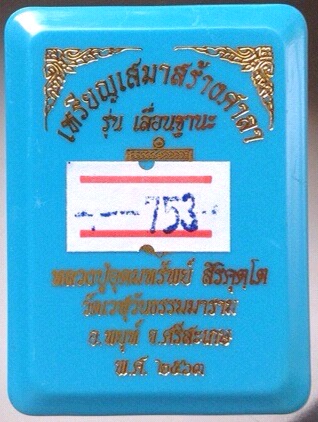 เหรียญเสมาสร้างศาลา
รุ่น เลื่อนฐานะ
753
หลวงปู่อุดมทรัพย์ สิริคุตฺโต
วัดเวฬุวันธรรมมาราม
อ.พยุห์ จ.ศรีสะเกษ
พ.ศ. ๒๕๖๓